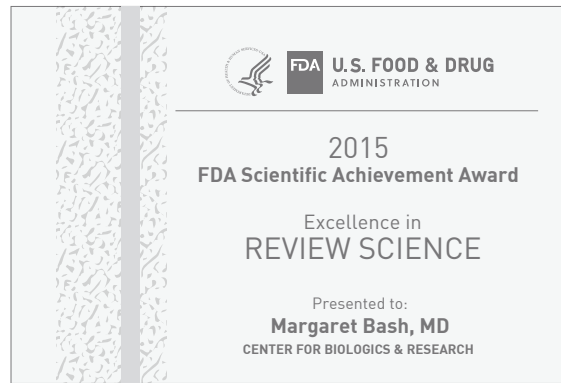 FDA U.S. FOOD & DRUG
ADMINISTRATION
2015
FDA Scientific Achievement Award
Excellence in
REVIEW SCIENCE
Presented to:
Margaret Bash, MD
CENTER FOR BIOLOGICS & RESEARCH